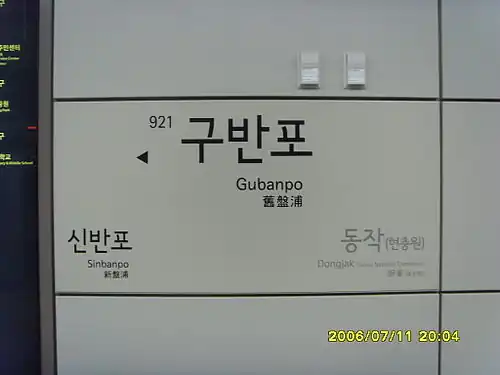 921
구반포
Gubanpo
舊盤浦
신반포
Sinbanpo
新盤浦
동작(현충원)
Dongjak
2006/07/11 20:04